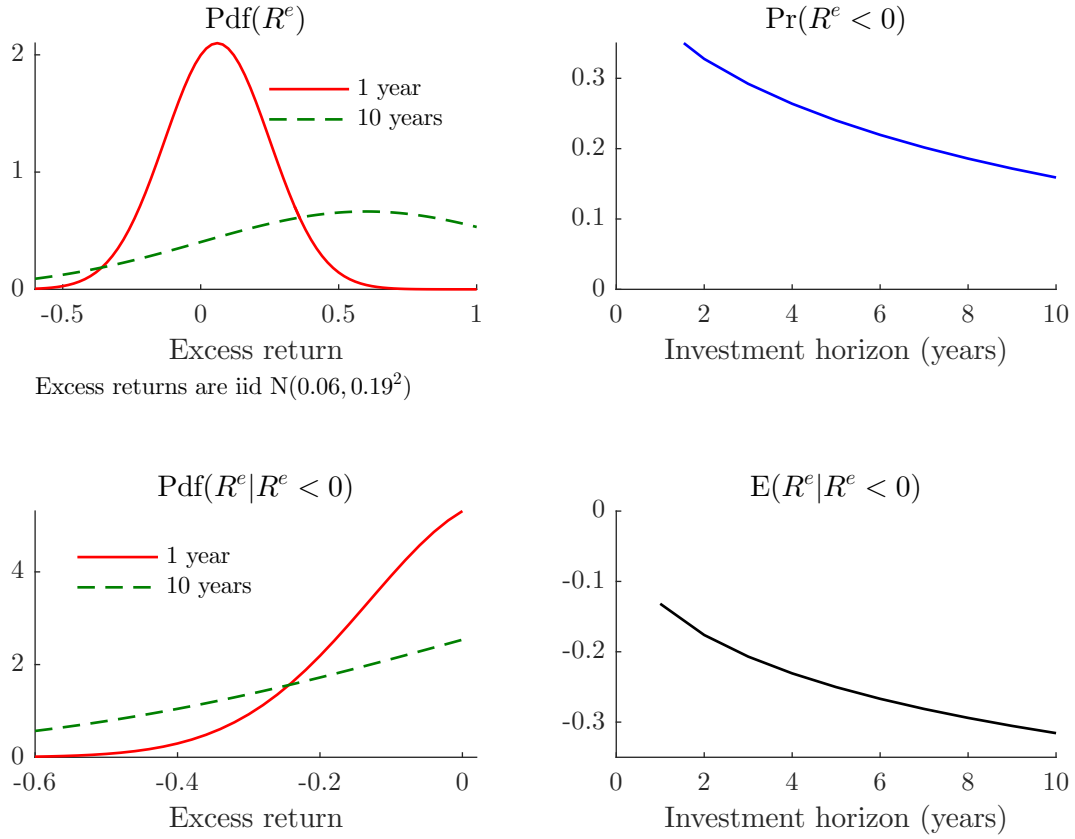 Pdf(R^e)
2
1
0
1 year
10 years
-0.5 0 0.5 1
Excess return
Excess returns are iid N(0.06, 0.19²)
Pr(R^e < 0)
0.3
0.2
0.1
0
0 2 4 6 8 10
Investment horizon (years)
Pdf(R^e|R^e < 0)
4
2
0
1 year
10 years
-0.6 -0.4 -0.2 0
Excess return
E(R^e|R^e < 0)
0
-0.1
-0.2
-0.3
0 2 4 6 8 10
Investment horizon (years)